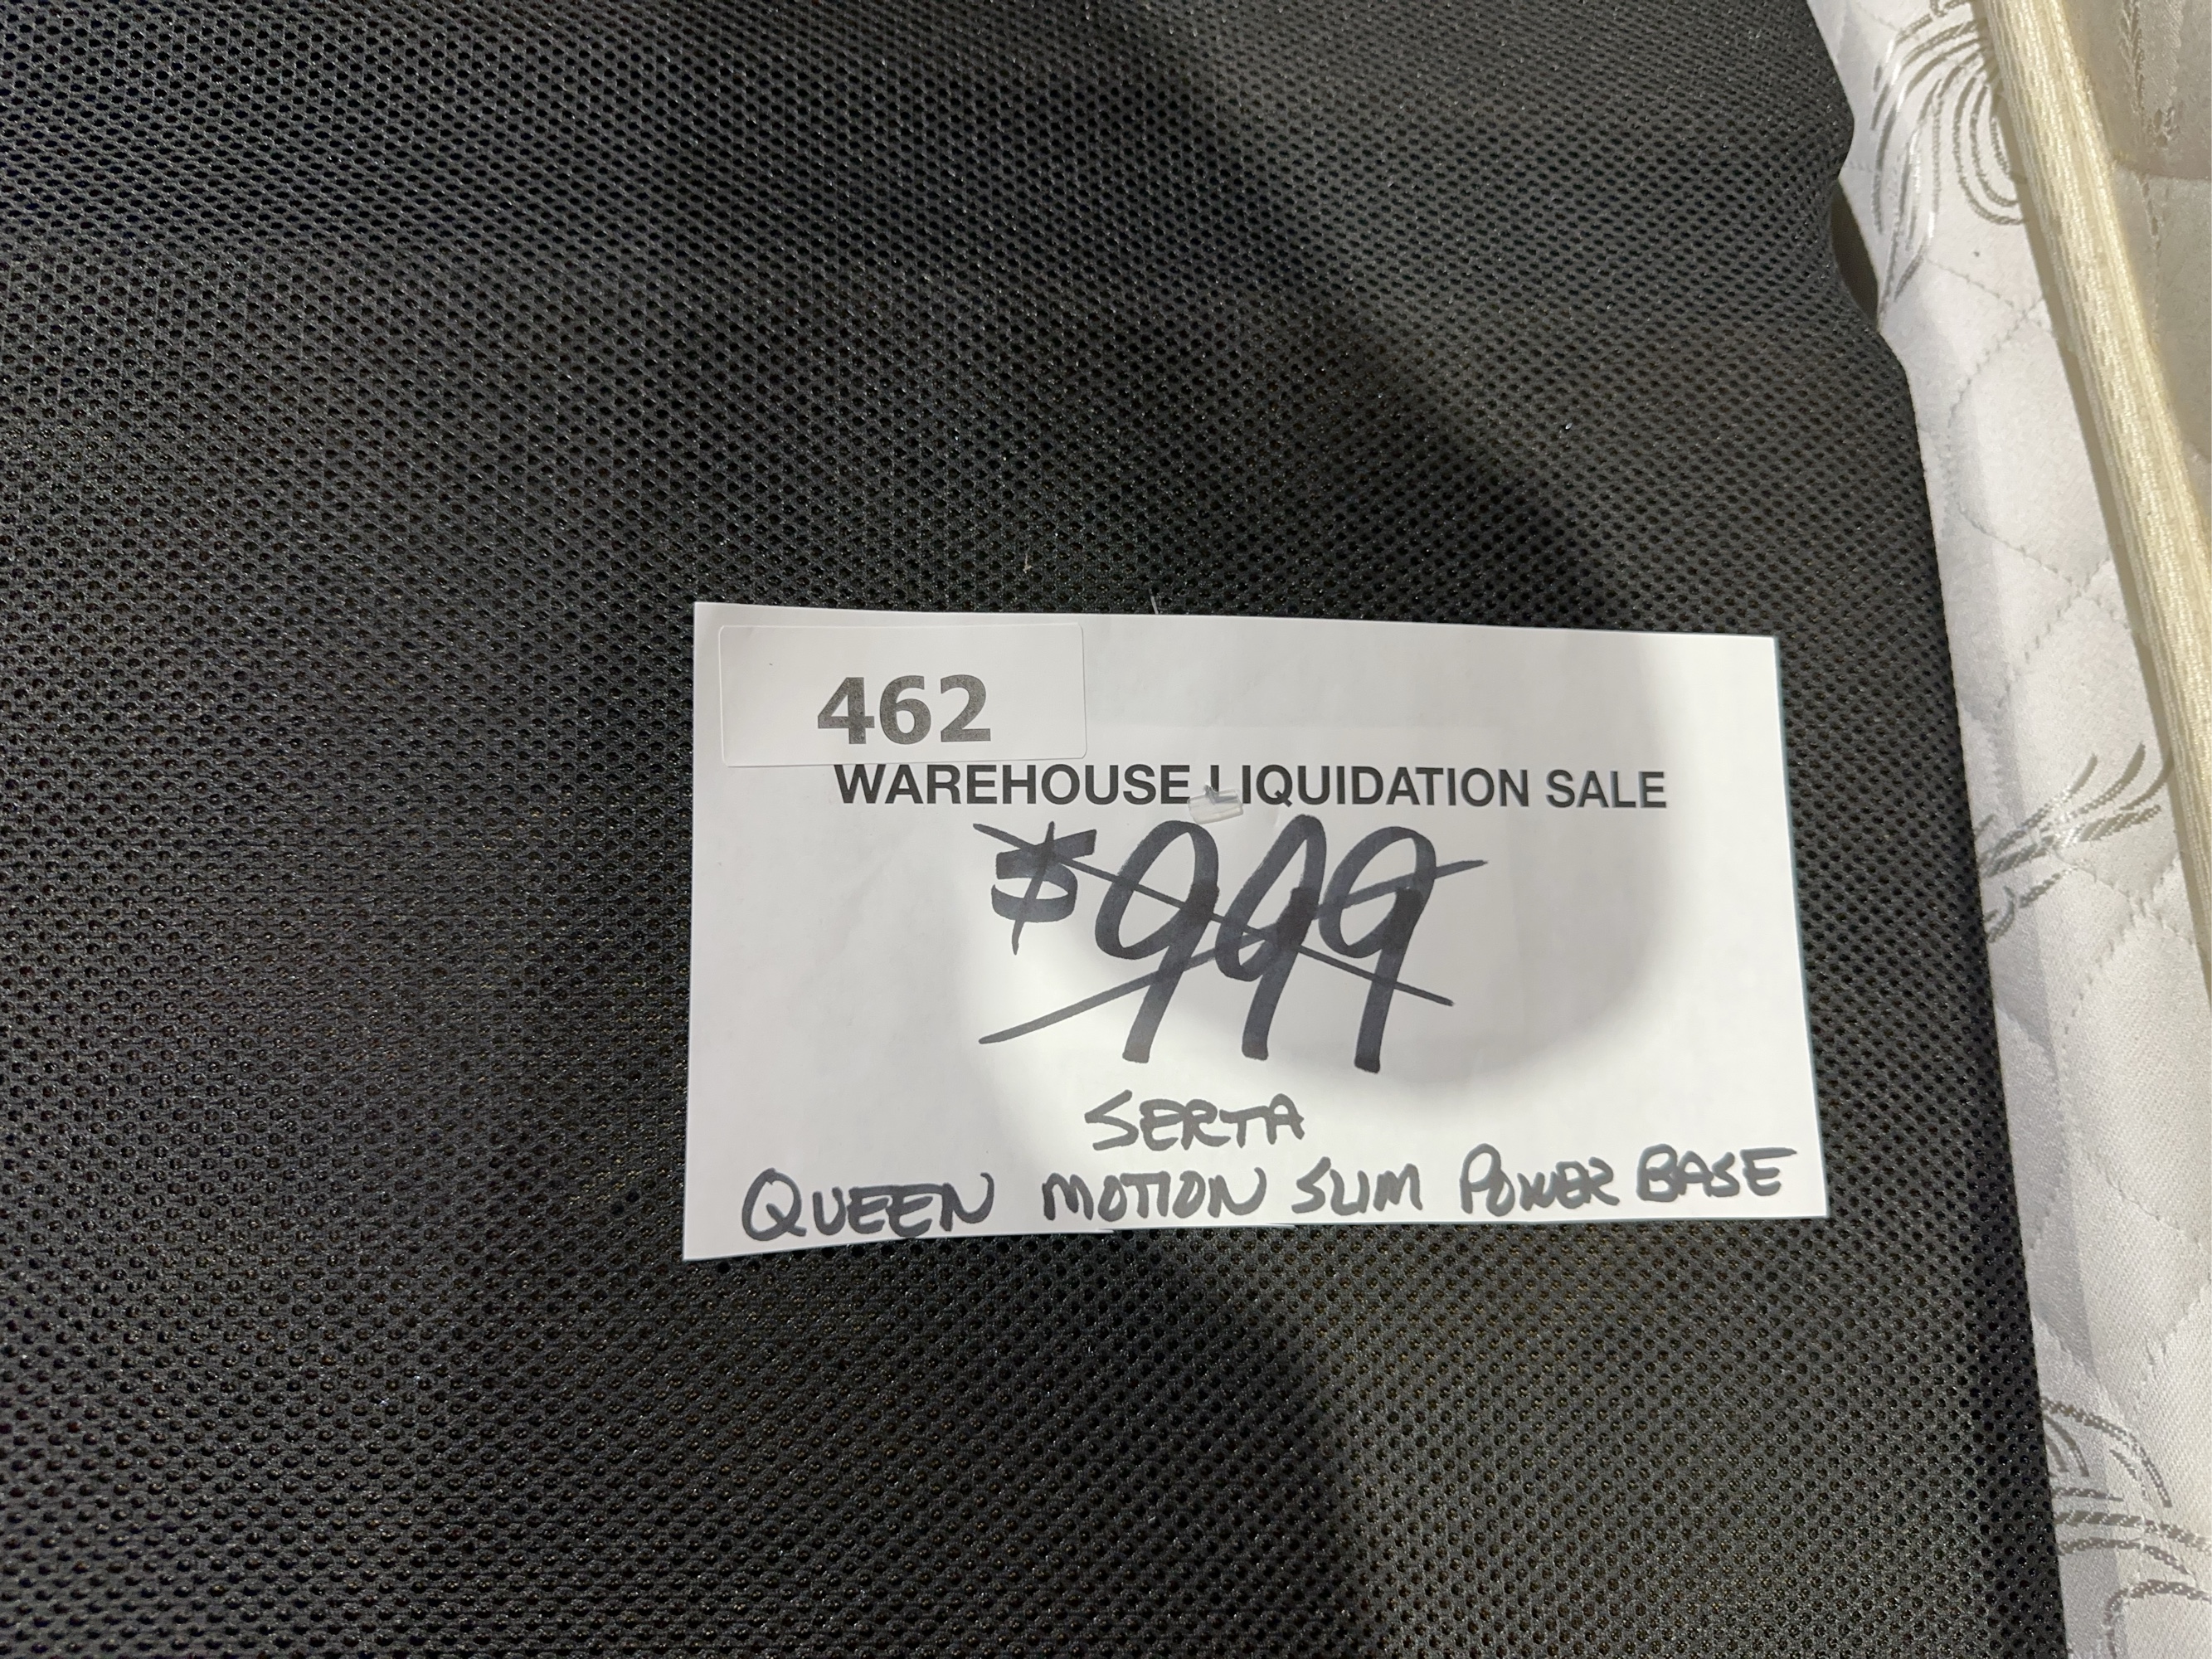 462
WAREHOUSE LIQUIDATION SALE
$999
SERTA
QUEEN MOTION SLIM POWER BASE